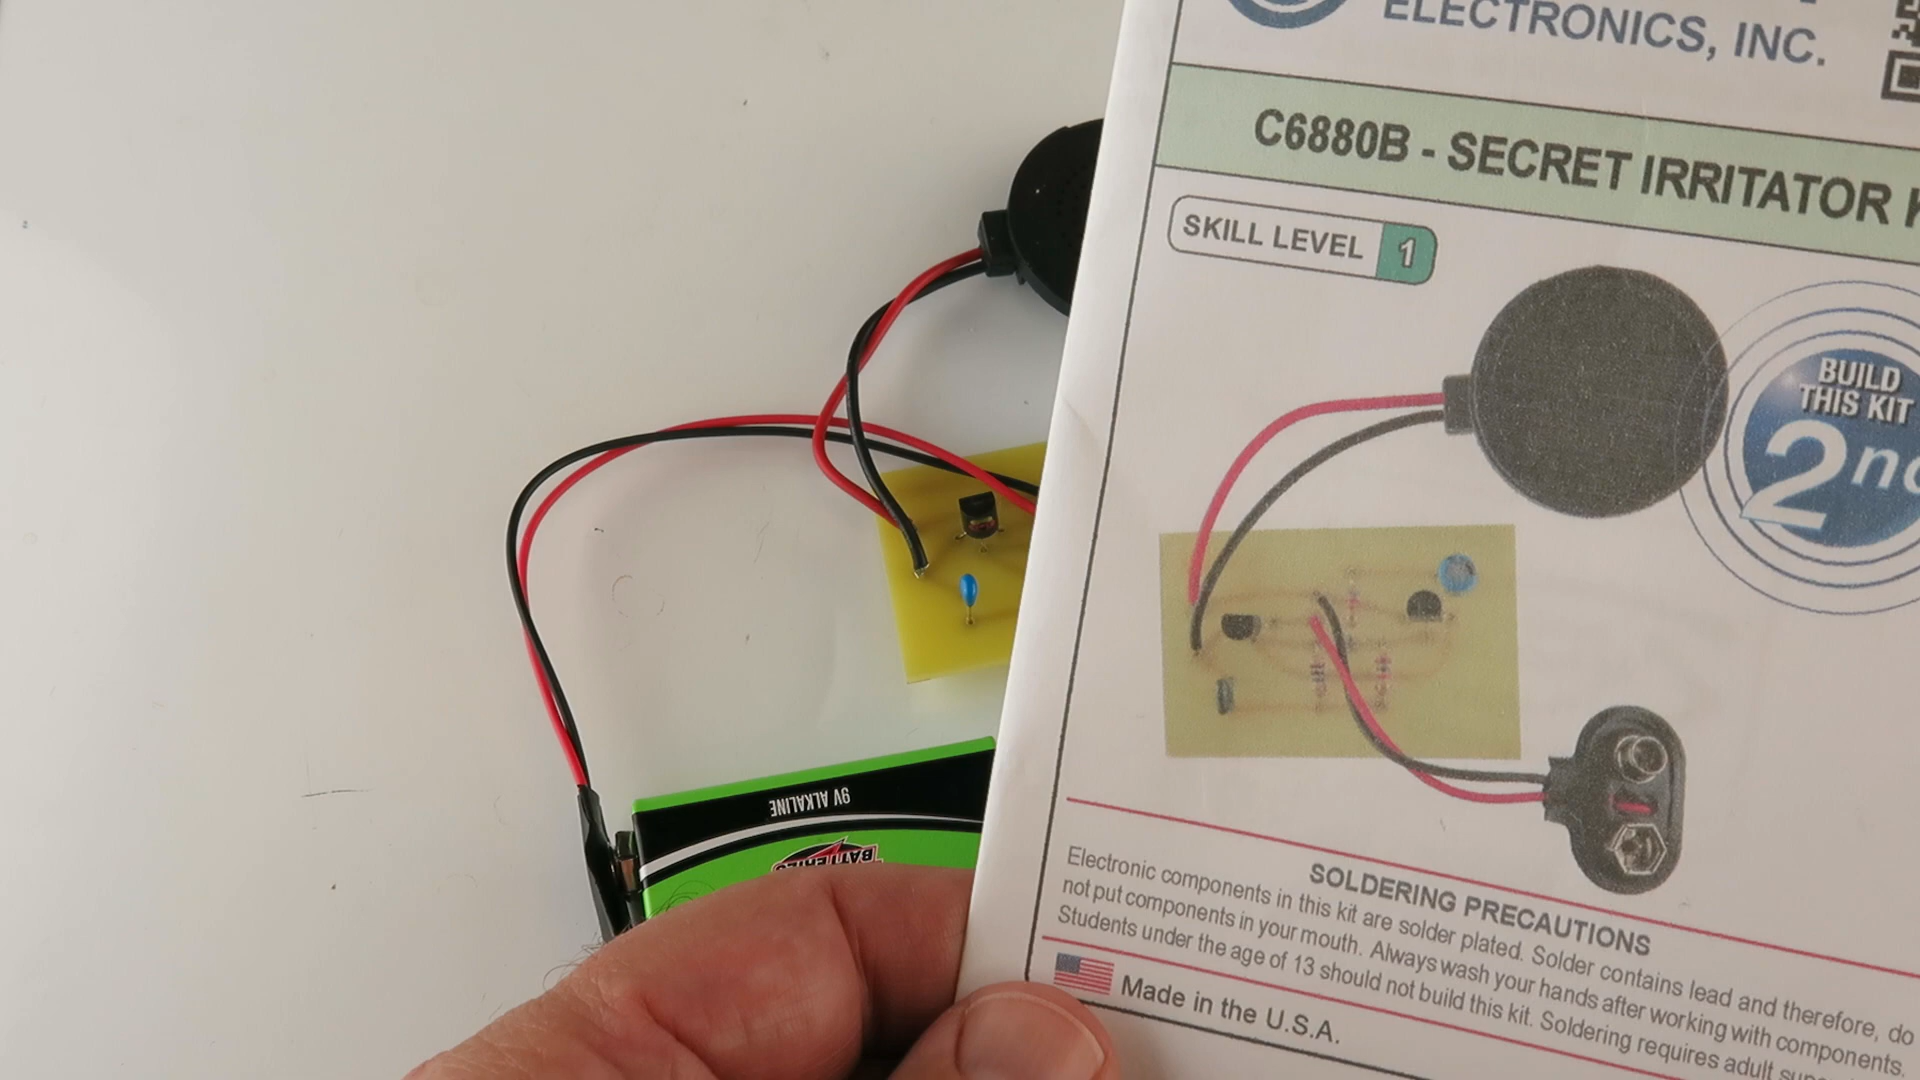 ELECTRONICS, INC.
C6880B - SECRET IRRITATOR
SKILL LEVEL 1
BUILD
THIS KIT
2nd
9V ALKALINE
BATTERIES
SOLDERING PRECAUTIONS
Electronic components in this kit are solder plated. Solder contains lead and therefore, do
not put components in your mouth. Always wash your hands after working with components.
Students under the age of 13 should not build this kit. Soldering requires adult
Made in the U.S.A.